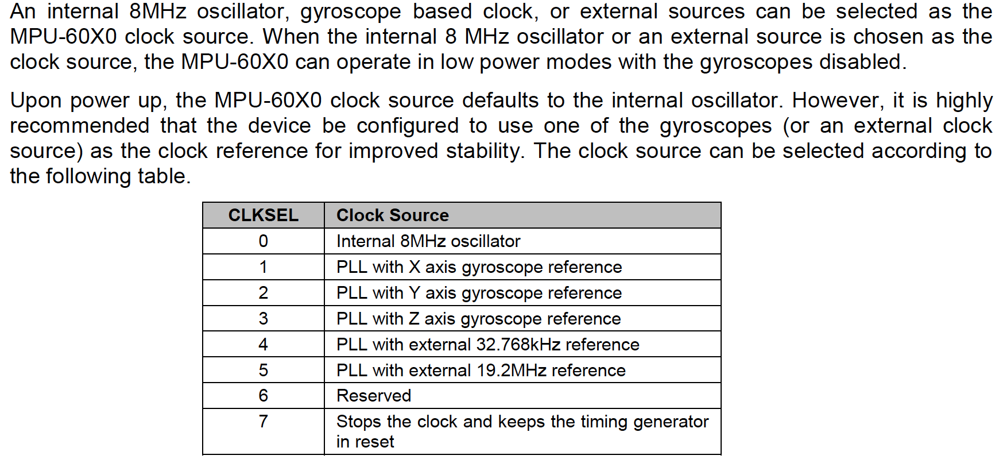 An internal 8MHz oscillator, gyroscope based clock, or external sources can be selected as the
MPU-60X0 clock source. When the internal 8 MHz oscillator or an external source is chosen as the
clock source, the MPU-60X0 can operate in low power modes with the gyroscopes disabled.
Upon power up, the MPU-60X0 clock source defaults to the internal oscillator. However, it is highly
recommended that the device be configured to use one of the gyroscopes (or an external clock
source) as the clock reference for improved stability. The clock source can be selected according to
the following table.
CLKSEL Clock Source
0 Internal 8MHz oscillator
1 PLL with X axis gyroscope reference
2 PLL with Y axis gyroscope reference
3 PLL with Z axis gyroscope reference
4 PLL with external 32.768kHz reference
5 PLL with external 19.2MHz reference
6 Reserved
7 Stops the clock and keeps the timing generator
in reset